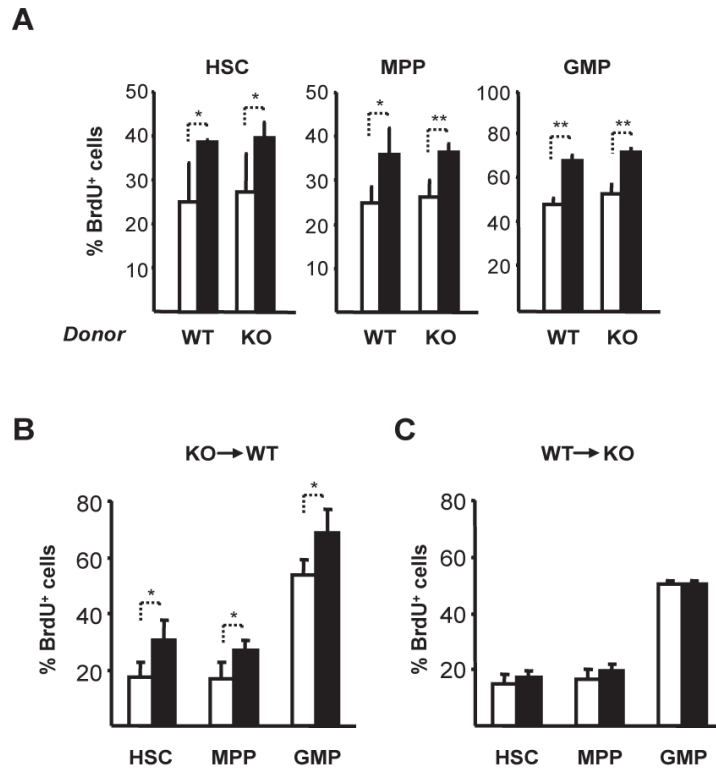 A
HSC MPP GMP
% BrdU⁺ cells
50 50 100
40 40 80
30 30 60
20 20 40
10 10 20
* * * ** ** **
Donor WT KO WT KO WT KO
B
KO→WT
% BrdU⁺ cells
80
60
40
20
* * *
HSC MPP GMP
C
WT→KO
% BrdU⁺ cells
80
60
40
20
HSC MPP GMP